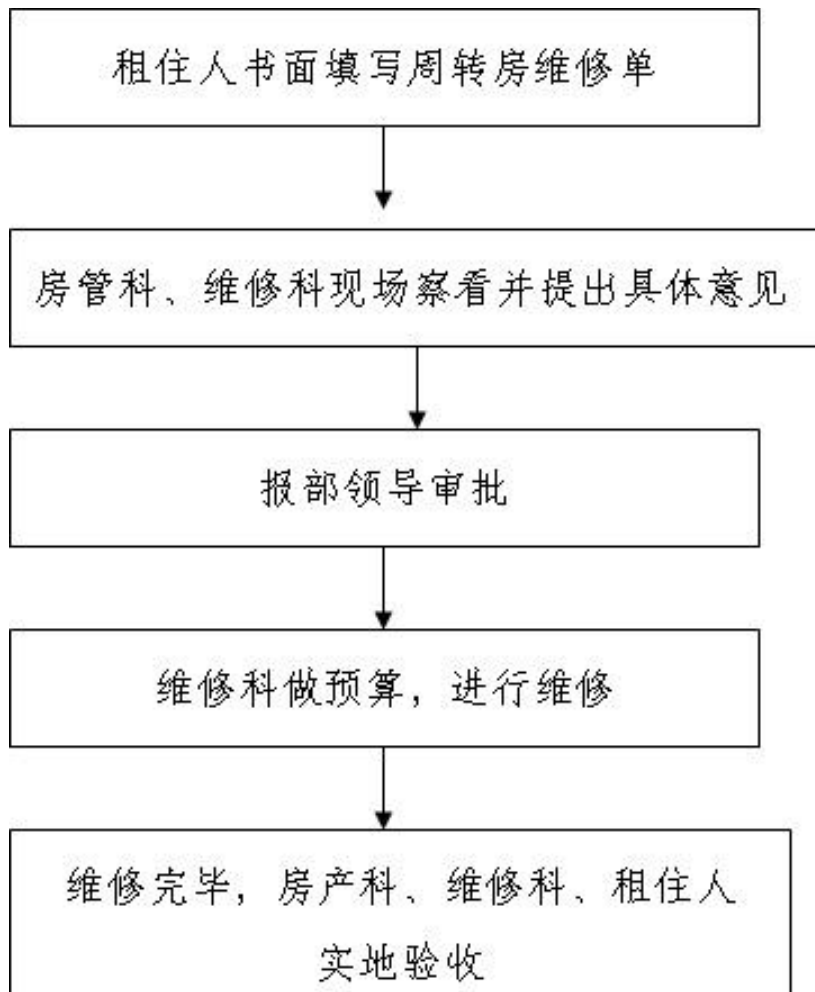 租住人书面填写周转房维修单
房管科、维修科现场察看并提出具体意见
报部领导审批
维修科做预算，进行维修
维修完毕，房产科、维修科、租住人
实地验收